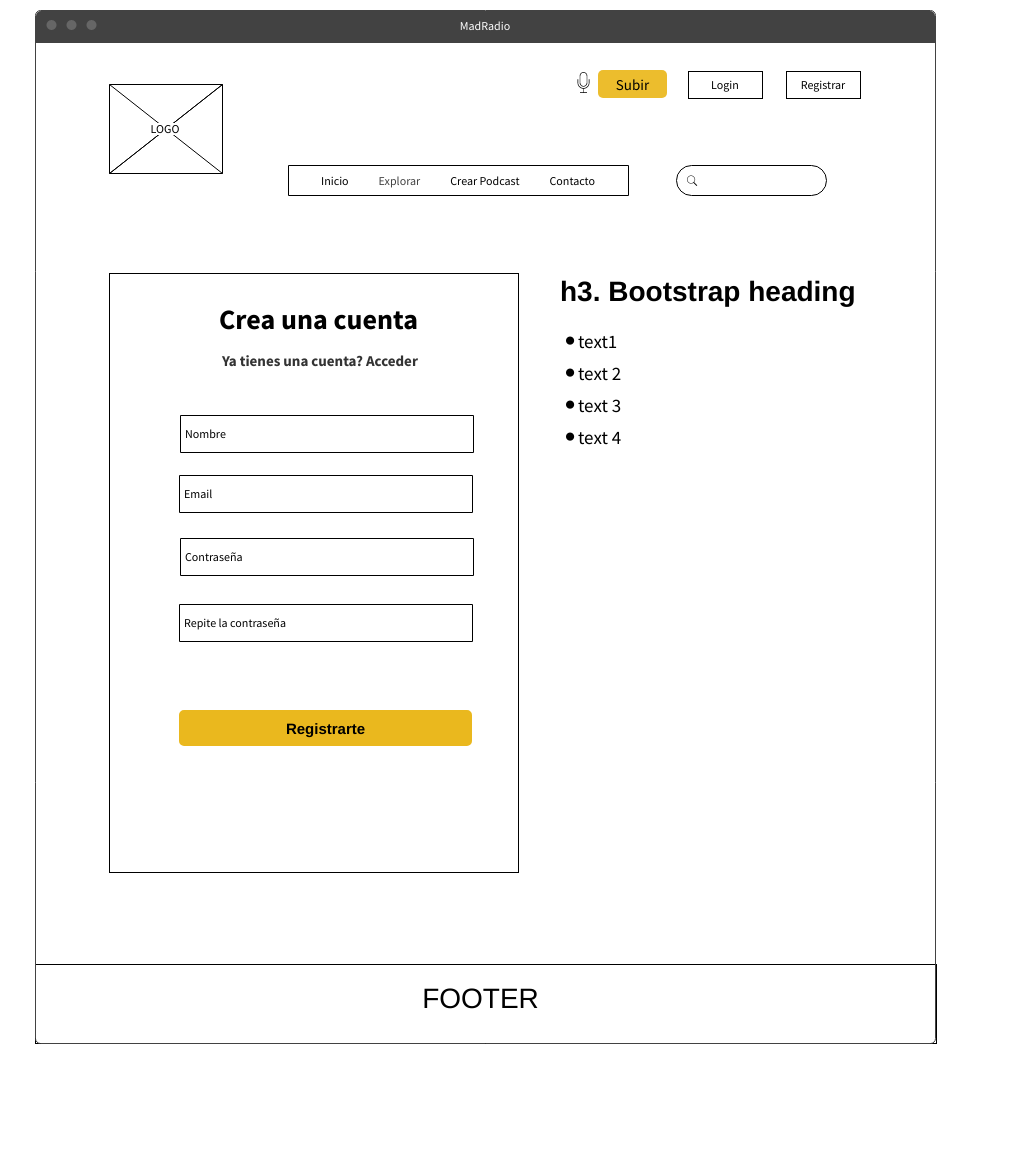 MadRadio
Subir
Login
Registrar
LOGO
Inicio Explorar Crear Podcast Contacto
Crea una cuenta
Ya tienes una cuenta? Acceder
Nombre
Email
Contraseña
Repite la contraseña
Registrarte
h3. Bootstrap heading
text1
text 2
text 3
text 4
FOOTER